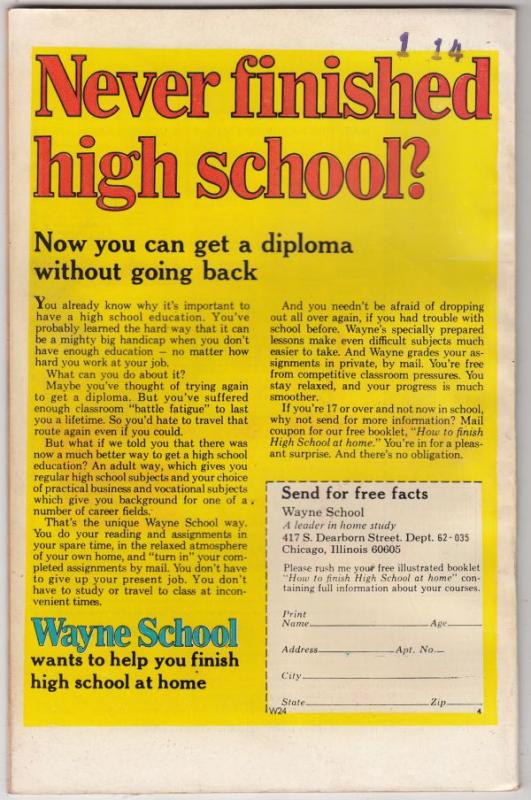 1 14
Never finished
high school?
Now you can get a diploma
without going back
You already know why it's important to
have a high school education. You've
probably learned the hard way that it can
be a mighty big handicap when you don't
have enough education — no matter how
hard you work at your job.
What can you do about it?
Maybe you've thought of trying again
to get a diploma. But you've suffered
enough classroom "battle fatigue" to last
you a lifetime. So you'd hate to travel that
route again even if you could.
But what if we told you that there was
now a much better way to get a high school
education? An adult way, which gives you
regular high school subjects and your choice
of practical business and vocational subjects
which give you background for one of a
number of career fields.
That's the unique Wayne School way.
You do your reading and assignments in
your spare time, in the relaxed atmosphere
of your own home, and "turn in" your com-
pleted assignments by mail. You don't have
to give up your present job. You don't
have to study or travel to class at incon-
venient times.
Wayne School
wants to help you finish
high school at home
And you needn't be afraid of dropping
out all over again, if you had trouble with
school before. Wayne's specially prepared
lessons make even difficult subjects much
easier to take. And Wayne grades your as-
signments in private, by mail. You're free
from competitive classroom pressures. You
stay relaxed, and your progress is much
smoother.
If you're 17 or over and not now in school,
why not send for more information? Mail
coupon for our free booklet, "How to finish
High School at home." You're in for a pleas-
ant surprise. And there's no obligation.
Send for free facts
Wayne School
A leader in home study
417 S. Dearborn Street. Dept. 62-035
Chicago, Illinois 60605
Please rush me your free illustrated booklet
"How to finish High School at home" con-
taining full information about your courses.
Print
Name Age
Address Apt. No.
City
State Zip
W24 4